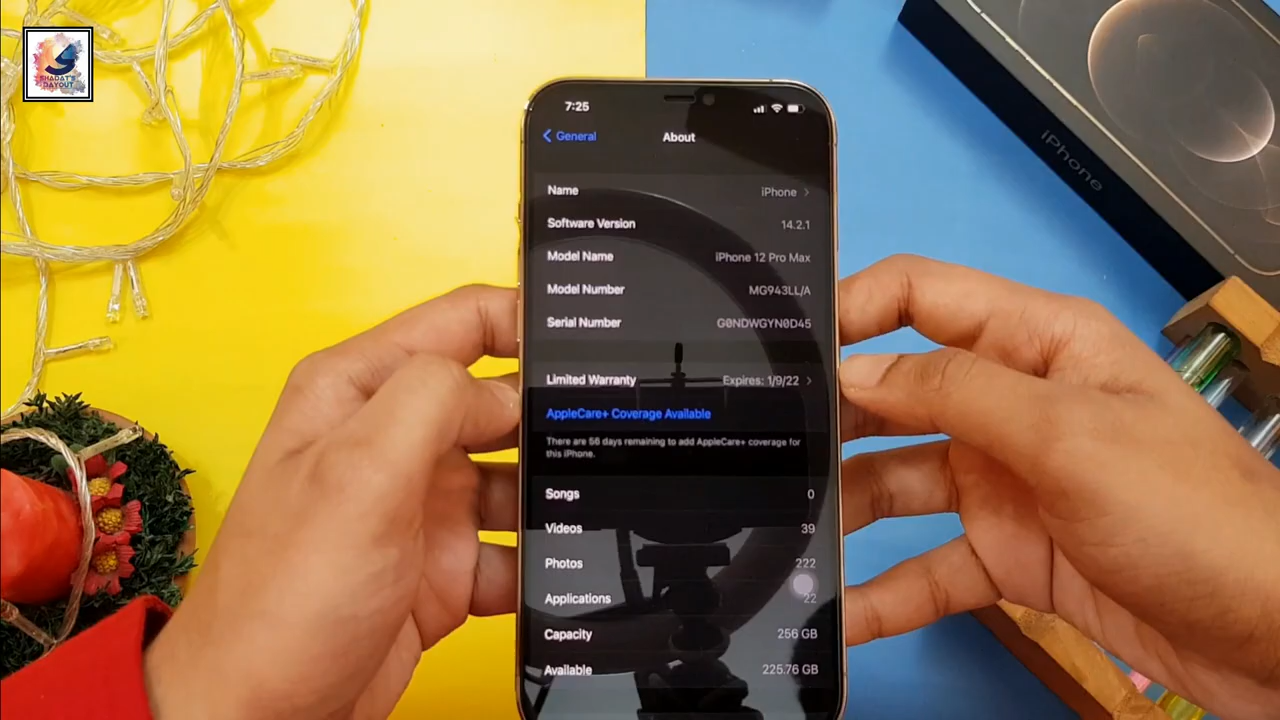 SHADAT'S
DAYOUT
iPhone
7:25
General
About
Name iPhone
Software Version 14.2.1
Model Name iPhone 12 Pro Max
Model Number MG943LL/A
Serial Number G0NDWGYN0D45
Limited Warranty Expires: 1/9/22
AppleCare+ Coverage Available
There are 56 days remaining to add AppleCare+ coverage for
this iPhone.
Songs 0
Videos 39
Photos 222
Applications 22
Capacity 256 GB
Available 225.76 GB